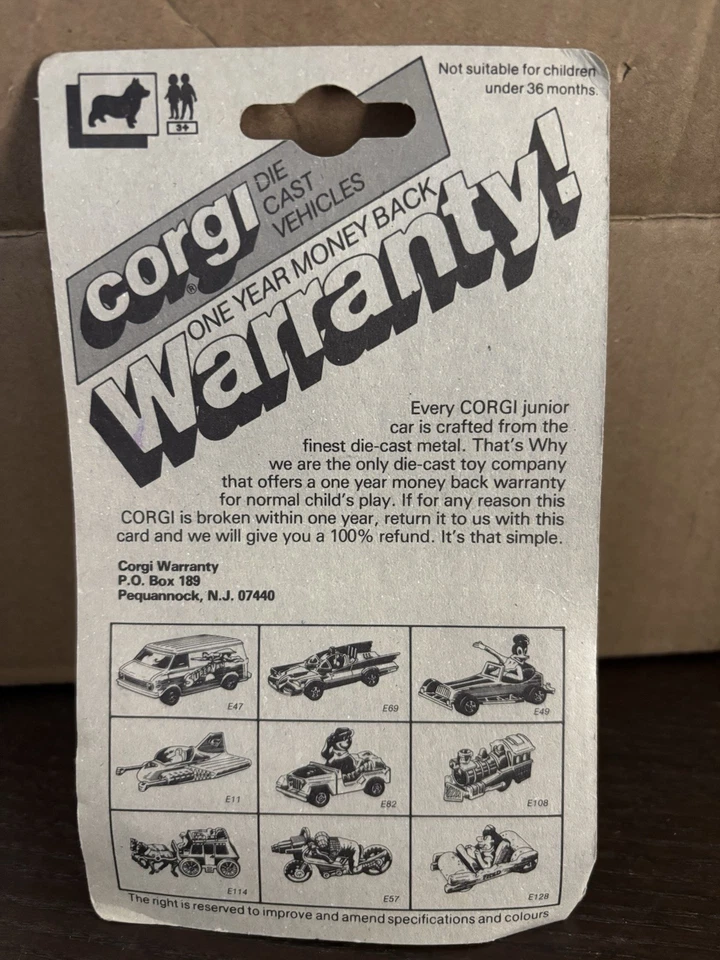 Not suitable for children
under 36 months.
3+
corgi®
DIE
CAST
VEHICLES
ONE YEAR MONEY BACK
Warranty!
Every CORGI junior
car is crafted from the
finest die-cast metal. That's Why
we are the only die-cast toy company
that offers a one year money back warranty
for normal child's play. If for any reason this
CORGI is broken within one year, return it to us with this
card and we will give you a 100% refund. It's that simple.
Corgi Warranty
P.O. Box 189
Pequannock, N.J. 07440
E47
E69
E49
E11
E82
E108
E114
E57
E128
The right is reserved to improve and amend specifications and colours